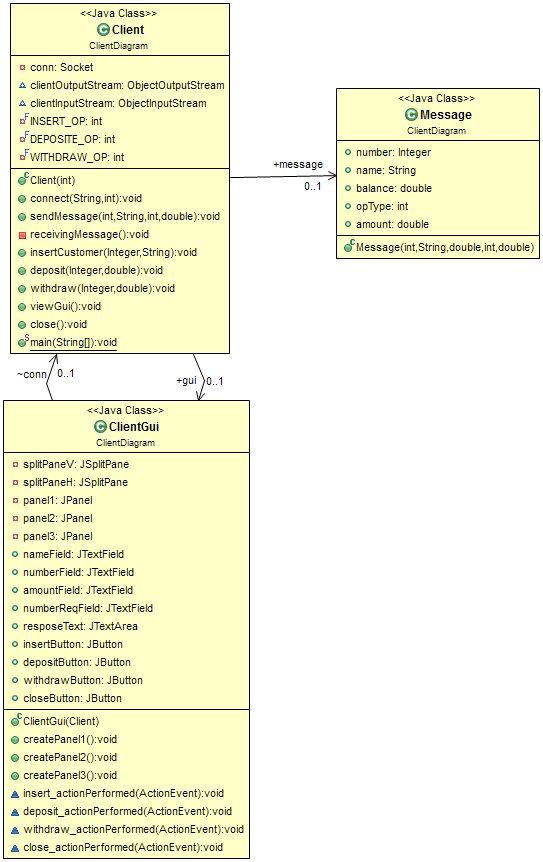 <<Java Class>>
Client
ClientDiagram
conn: Socket
clientOutputStream: ObjectOutputStream
clientInputStream: ObjectInputStream
INSERT_OP: int
DEPOSITE_OP: int
WITHDRAW_OP: int
Client(int)
connect(String,int):void
sendMessage(int,String,int,double):void
receivingMessage():void
insertCustomer(Integer,String):void
deposit(Integer,double):void
withdraw(Integer,double):void
viewGui():void
close():void
main(String[]):void
+message
0..1
<<Java Class>>
Message
ClientDiagram
number: Integer
name: String
balance: double
opType: int
amount: double
Message(int,String,double,int,double)
~conn
0..1
+gui
0..1
<<Java Class>>
ClientGui
ClientDiagram
splitPaneV: JSplitPane
splitPaneH: JSplitPane
panel1: JPanel
panel2: JPanel
panel3: JPanel
nameField: JTextField
numberField: JTextField
amountField: JTextField
numberReqField: JTextField
resposeText: JTextArea
insertButton: JButton
depositButton: JButton
withdrawButton: JButton
closeButton: JButton
ClientGui(Client)
createPanel1():void
createPanel2():void
createPanel3():void
insert_actionPerformed(ActionEvent):void
deposit_actionPerformed(ActionEvent):void
withdraw_actionPerformed(ActionEvent):void
close_actionPerformed(ActionEvent):void